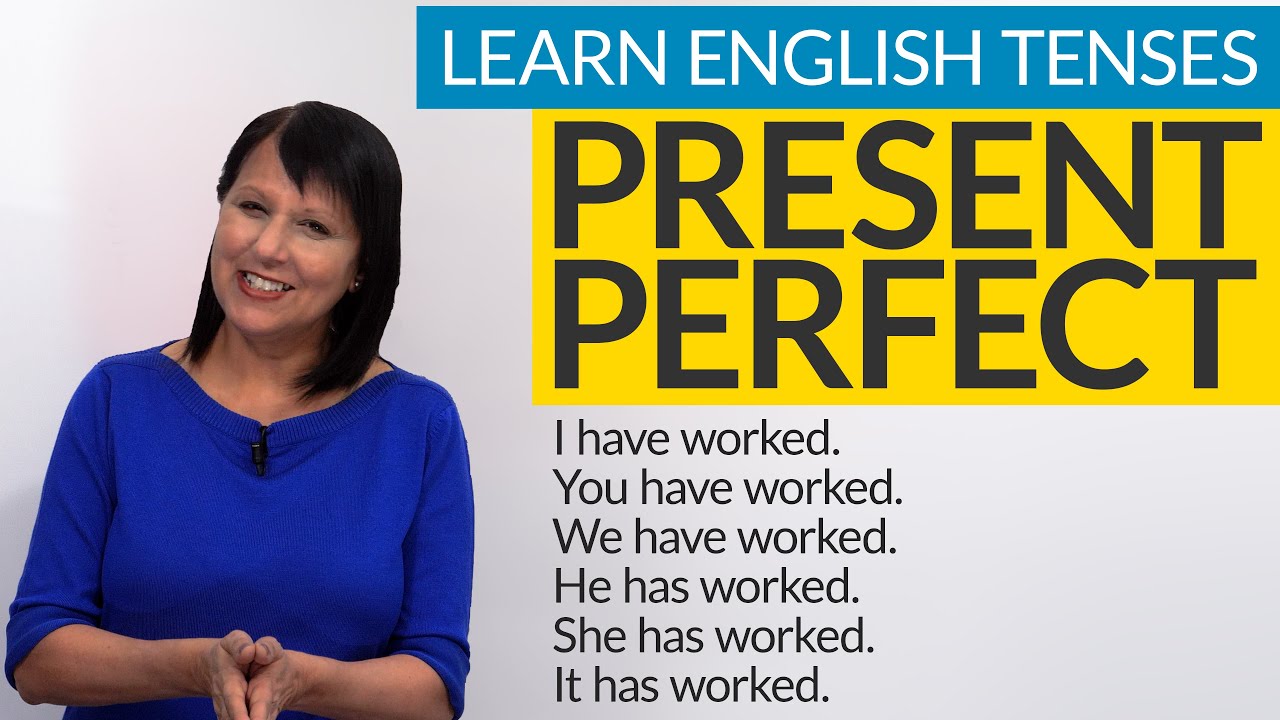 LEARN ENGLISH TENSES
PRESENT
PERFECT
I have worked.
You have worked.
We have worked.
He has worked.
She has worked.
It has worked.